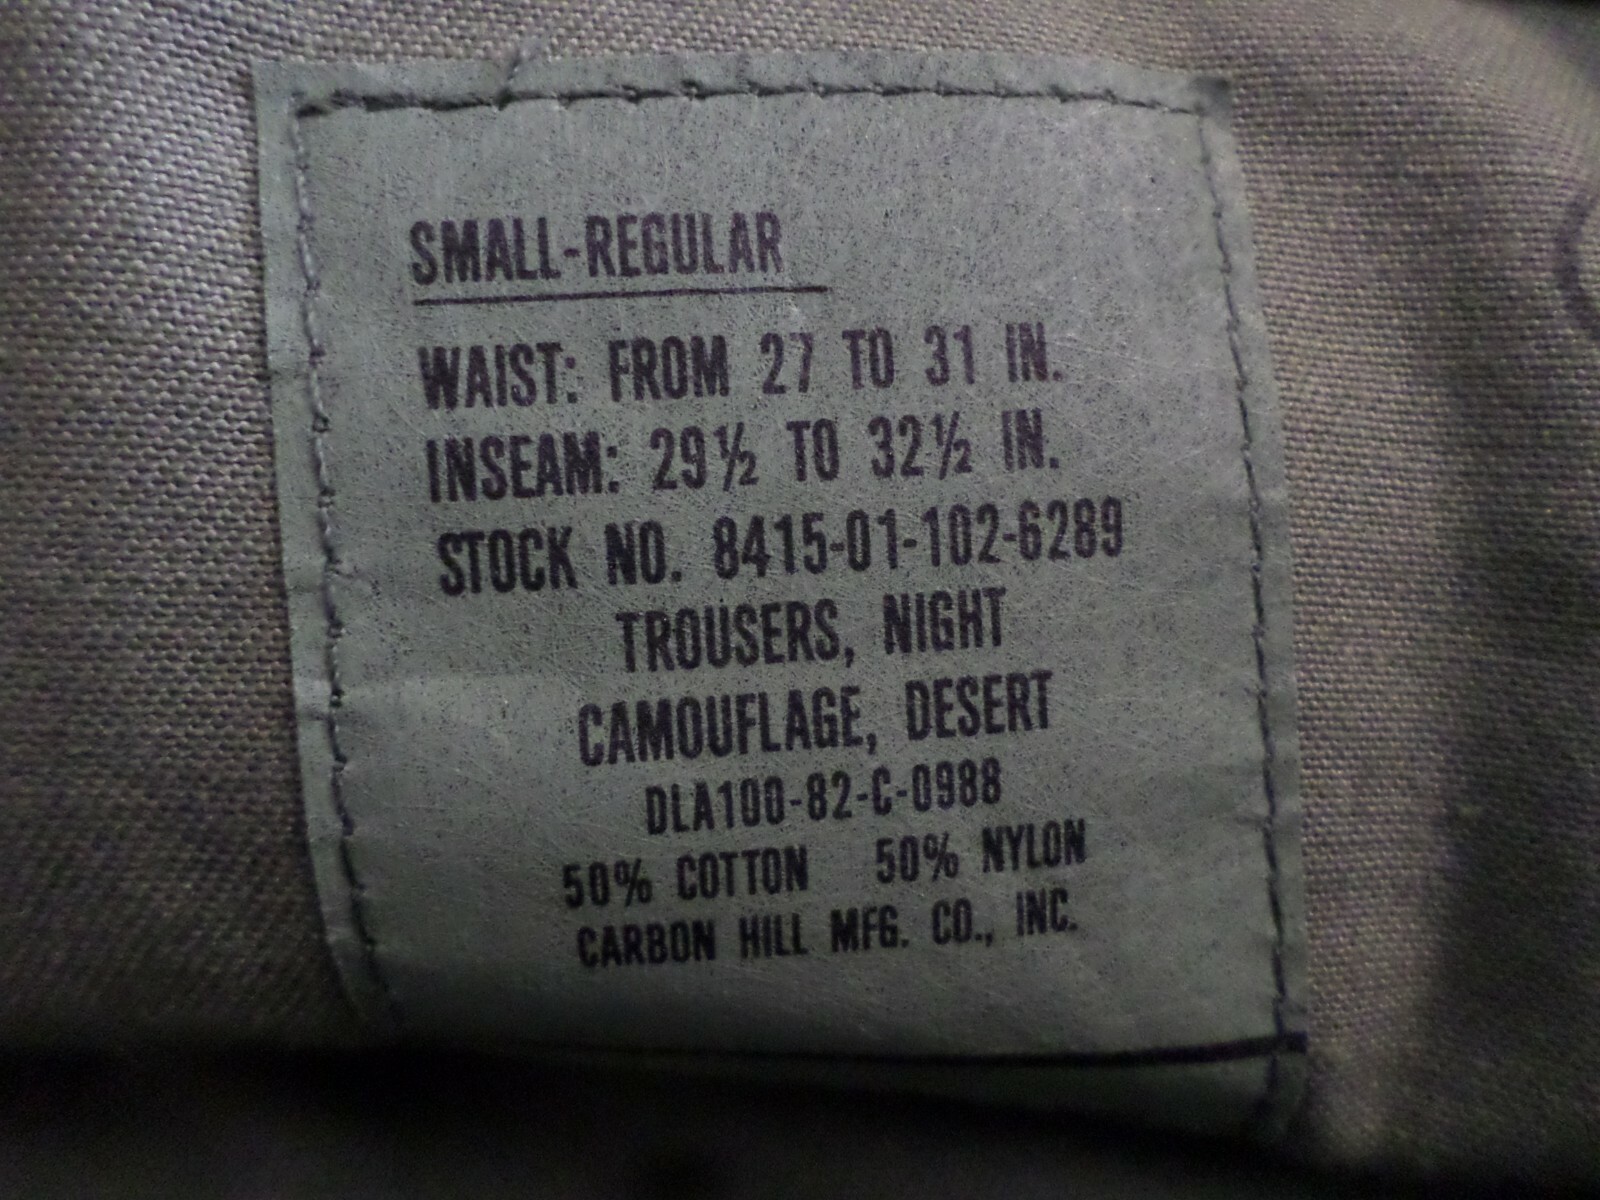 SMALL-REGULAR
WAIST: FROM 27 TO 31 IN.
INSEAM: 29½ TO 32½ IN.
STOCK NO. 8415-01-102-6289
TROUSERS, NIGHT
CAMOUFLAGE, DESERT
DLA100-82-C-0988
50% COTTON 50% NYLON
CARBON HILL MFG. CO., INC.